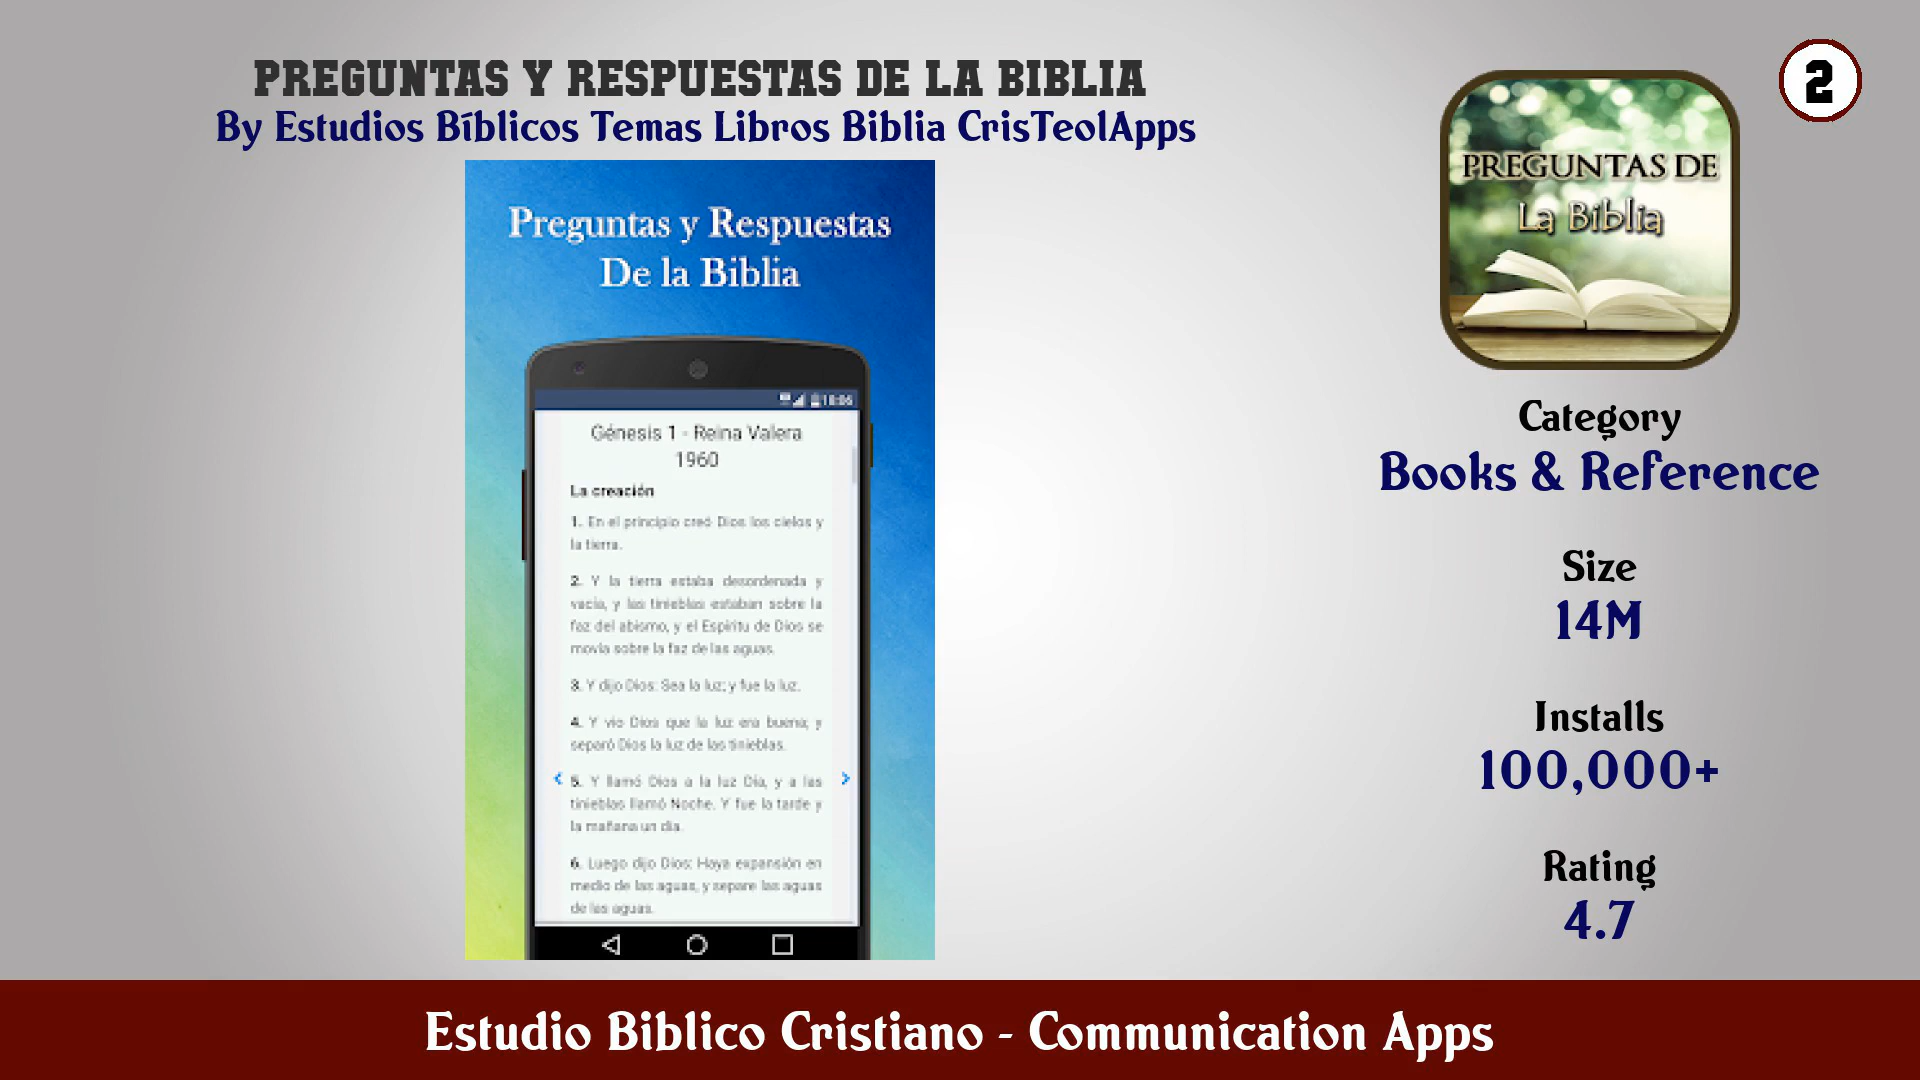 PREGUNTAS Y RESPUESTAS DE LA BIBLIA
By Estudios Bíblicos Temas Libros Biblia CrisTeolApps
2
Preguntas y Respuestas
De la Biblia
18:06
Génesis 1 - Reina Valera
1960
La creación
1. En el principio creó Dios los cielos y
la tierra.
2. Y la tierra estaba desordenada y
vacía, y las tinieblas estaban sobre la
faz del abismo, y el Espíritu de Dios se
movía sobre la faz de las aguas.
3. Y dijo Dios: Sea la luz; y fue la luz.
4. Y vio Dios que la luz era buena; y
separó Dios la luz de las tinieblas.
5. Y llamó Dios a la luz Día, y a las
tinieblas llamó Noche. Y fue la tarde y
la mañana un día.
6. Luego dijo Dios: Haya expansión en
medio de las aguas, y separe las aguas
de las aguas.
PREGUNTAS DE
La Biblia
Category
Books & Reference
Size
14M
Installs
100,000+
Rating
4.7
Estudio Biblico Cristiano - Communication Apps